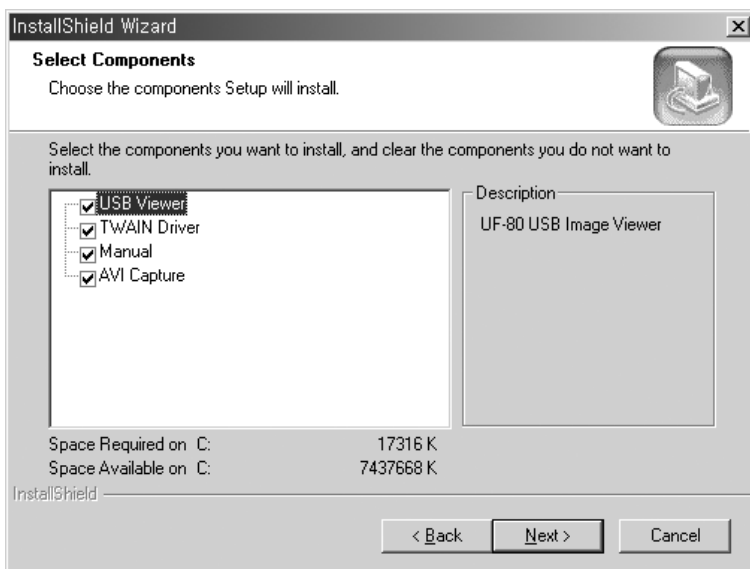 InstallShield Wizard
Select Components
Choose the components Setup will install.
Select the components you want to install, and clear the components you do not want to
install.
USB Viewer
TWAIN Driver
Manual
AVI Capture
Description
UF-80 USB Image Viewer
Space Required on C: 17316 K
Space Available on C: 7437668 K
InstallShield
< Back Next > Cancel